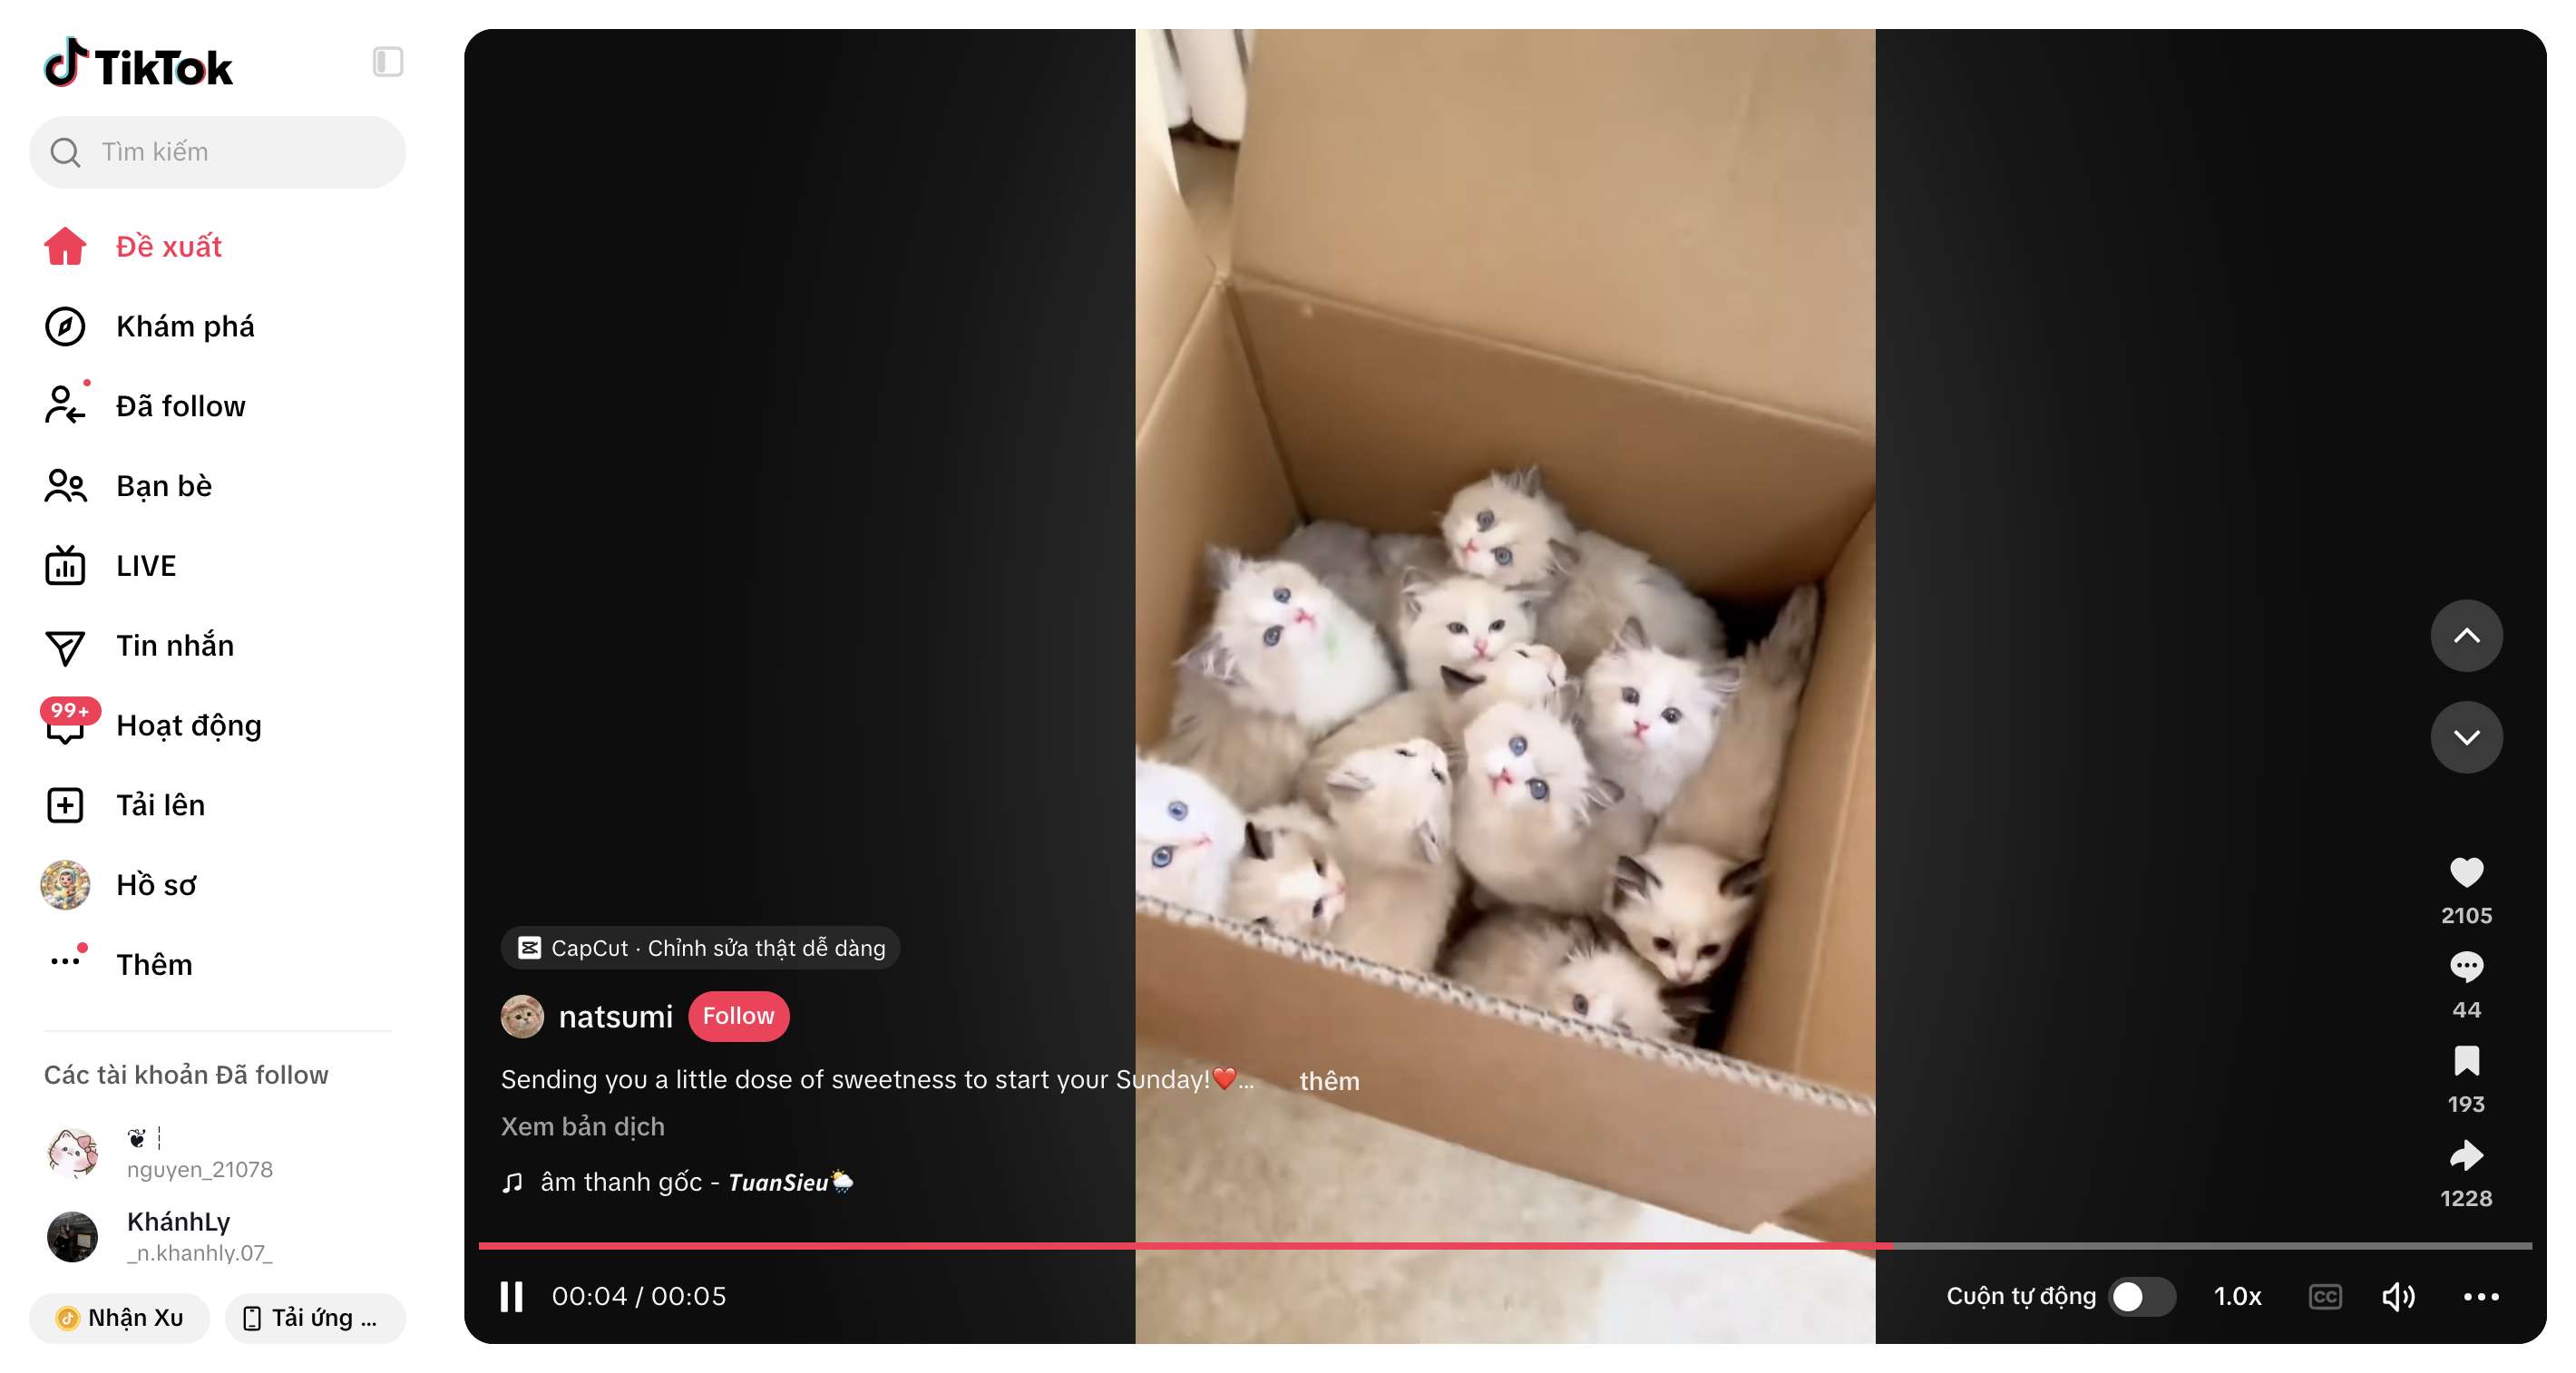 TikTok
Tìm kiếm
Đề xuất
Khám phá
Đã follow
Bạn bè
LIVE
Tin nhắn
99+
Hoạt động
Tải lên
Hồ sơ
Thêm
Các tài khoản Đã follow
❦ ┊
nguyen_21078
KhánhLy
_n.khanhly.07_
Nhận Xu
Tải ứng ...
CapCut · Chỉnh sửa thật dễ dàng
natsumi
Follow
Sending you a little dose of sweetness to start your Sunday!❤️... thêm
Xem bản dịch
âm thanh gốc - TuanSieu🌦️
00:04 / 00:05
2105
44
193
1228
Cuộn tự động
1.0x
CC